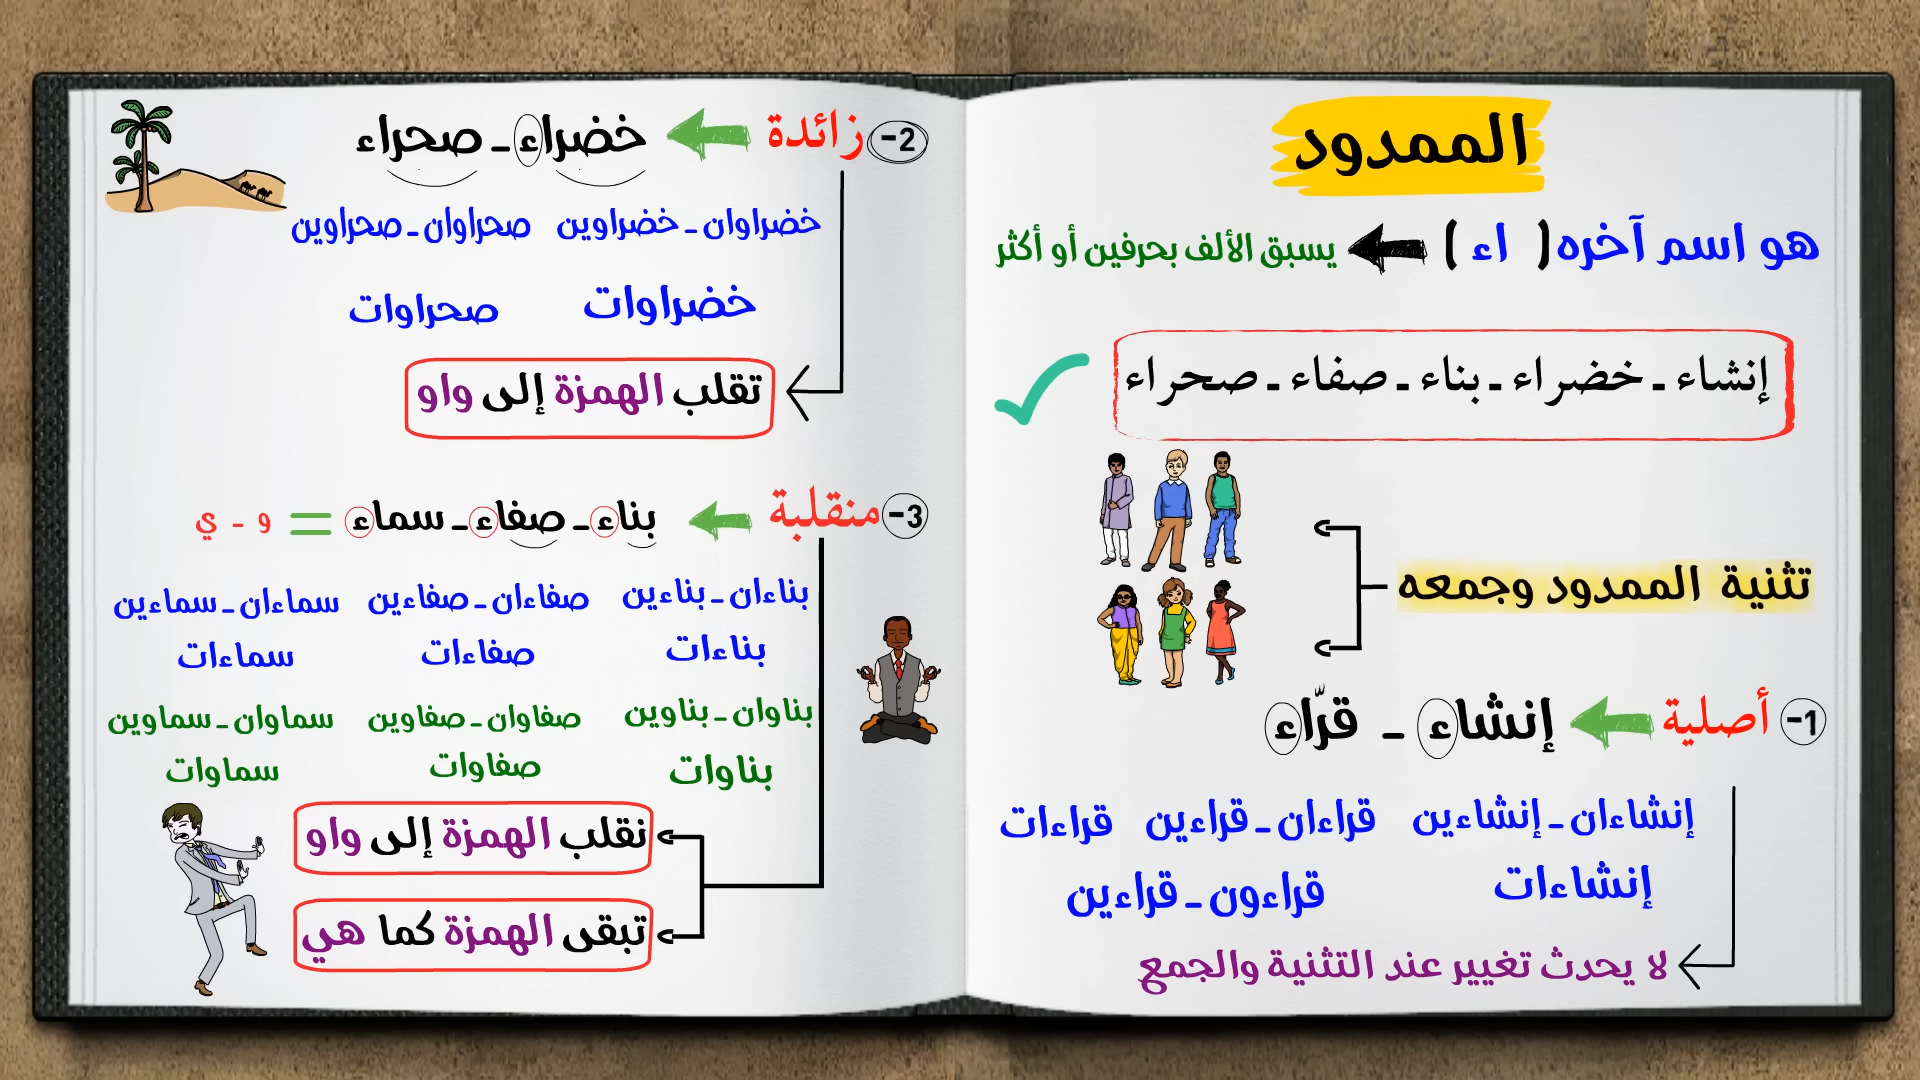 الممدود
هو اسم آخره ( اء ) يسبق الألف بحرفين أو أكثر
إنشاء - خضراء - بناء - صفاء - صحراء
تثنية الممدود وجمعه
1- أصلية إنشاء - قرّاء
إنشاءان - إنشاءين قراءان - قراءين قراءات
إنشاءات قراءون - قراءين
لا يحدث تغيير عند التثنية والجمع
2- زائدة خضراء - صحراء
خضراوان - خضراوين صحراوان - صحراوين
خضراوات صحراوات
تقلب الهمزة إلى واو
3- منقلبة بناء - صفاء - سماء = و - ي
بناءان - بناءين صفاءان - صفاءين سماءان - سماءين
بناءات صفاءات سماءات
بناوان - بناوين صفاوان - صفاوين سماوان - سماوين
بناوات صفاوات سماوات
نقلب الهمزة إلى واو
تبقى الهمزة كما هي